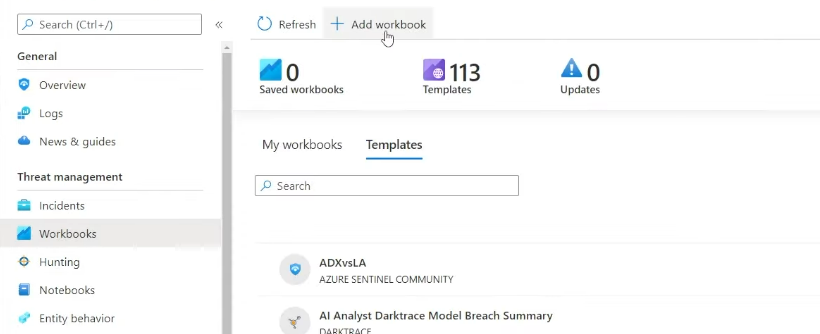 Search (Ctrl+/)
«
Refresh
+ Add workbook
General
Overview
Logs
News & guides
Threat management
Incidents
Workbooks
Hunting
Notebooks
Entity behavior
0
Saved workbooks
113
Templates
0
Updates
My workbooks
Templates
Search
ADXvsLA
AZURE SENTINEL COMMUNITY
AI Analyst Darktrace Model Breach Summary
DARKTRACE